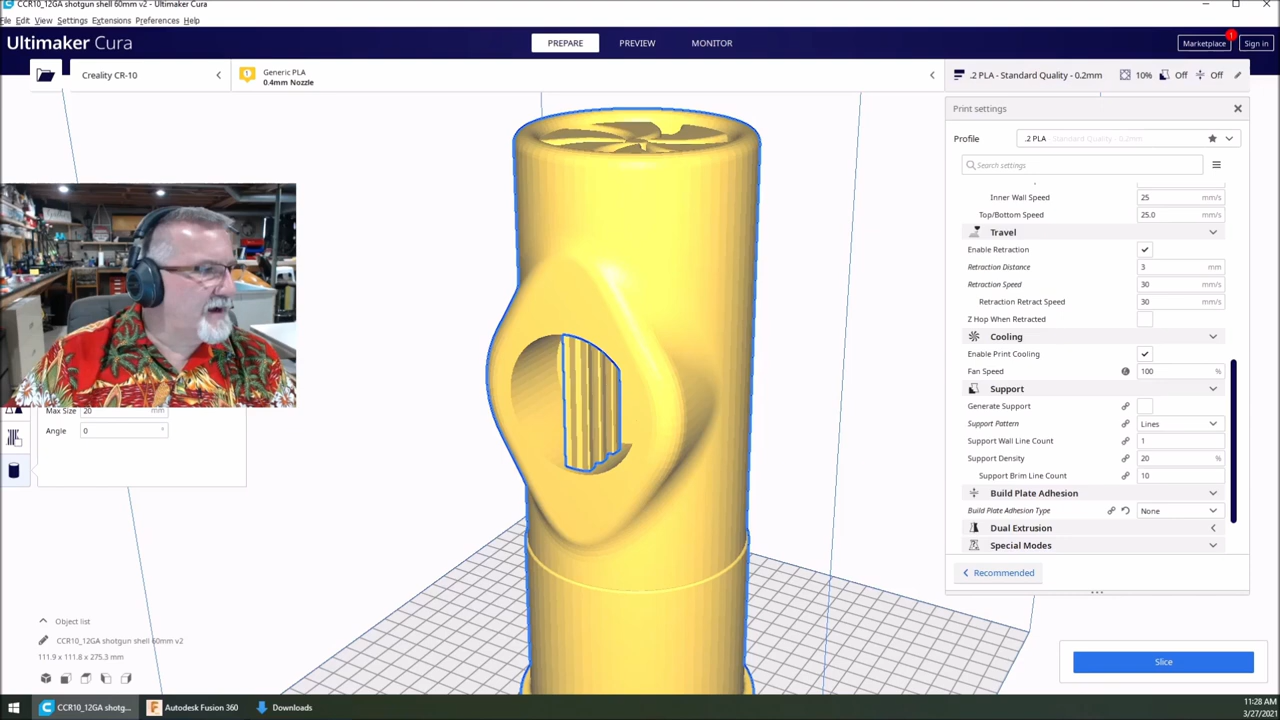 CCR10_12GA shotgun shell 60mm v2 - Ultimaker Cura
File Edit View Settings Extensions Preferences Help
Ultimaker Cura
PREPARE PREVIEW MONITOR
Marketplace 1 Sign in
Creality CR-10
1 Generic PLA
0.4mm Nozzle
.2 PLA - Standard Quality - 0.2mm 10% Off Off
Print settings
Profile .2 PLA Standard Quality - 0.2mm
Search settings
Inner Wall Speed 25 mm/s
Top/Bottom Speed 25.0 mm/s
Travel
Enable Retraction
Retraction Distance 3 mm
Retraction Speed 30 mm/s
Retraction Retract Speed 30 mm/s
Z Hop When Retracted
Cooling
Enable Print Cooling
Fan Speed 100 %
Support
Generate Support
Support Pattern Lines
Support Wall Line Count 1
Support Density 20 %
Support Brim Line Count 10
Build Plate Adhesion
Build Plate Adhesion Type None
Dual Extrusion
Special Modes
Recommended
Max Size 20 mm
Angle 0 °
Object list
CCR10_12GA shotgun shell 60mm v2
111.9 x 111.8 x 275.3 mm
Slice
CCR10_12GA shotg... Autodesk Fusion 360 Downloads
11:28 AM
3/27/2021